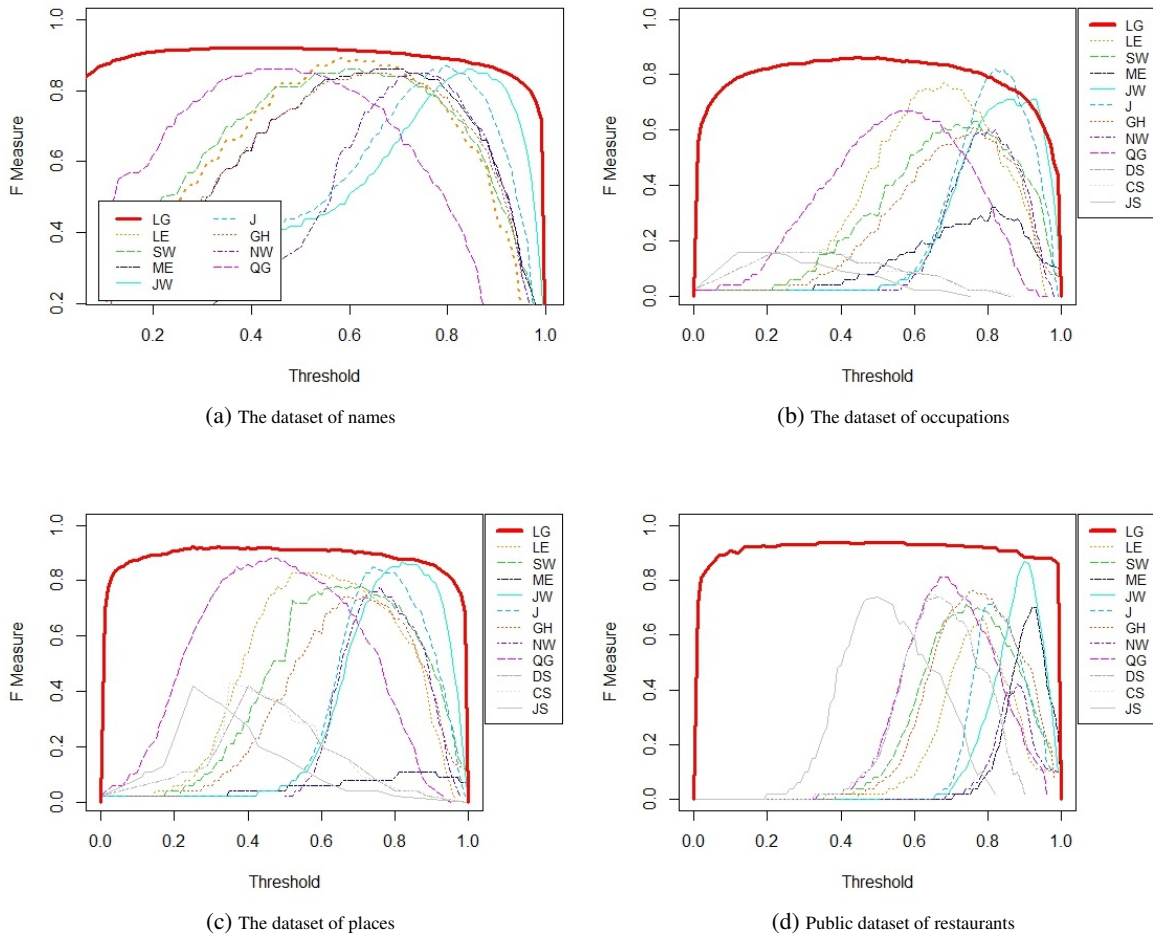 1.0
0.8
0.6
0.4
0.2
F Measure
LG J
LE GH
SW NW
ME QG
JW
0.2 0.4 0.6 0.8 1.0
Threshold
(a) The dataset of names
1.0
0.8
0.6
0.4
0.2
0.0
F Measure
LG
LE
SW
ME
JW
J
GH
NW
QG
DS
CS
JS
0.0 0.2 0.4 0.6 0.8 1.0
Threshold
(b) The dataset of occupations
1.0
0.8
0.6
0.4
0.2
0.0
F Measure
LG
LE
SW
ME
JW
J
GH
NW
QG
DS
CS
JS
0.0 0.2 0.4 0.6 0.8 1.0
Threshold
(c) The dataset of places
1.0
0.8
0.6
0.4
0.2
0.0
F Measure
LG
LE
SW
ME
JW
J
GH
NW
QG
DS
CS
JS
0.0 0.2 0.4 0.6 0.8 1.0
Threshold
(d) Public dataset of restaurants